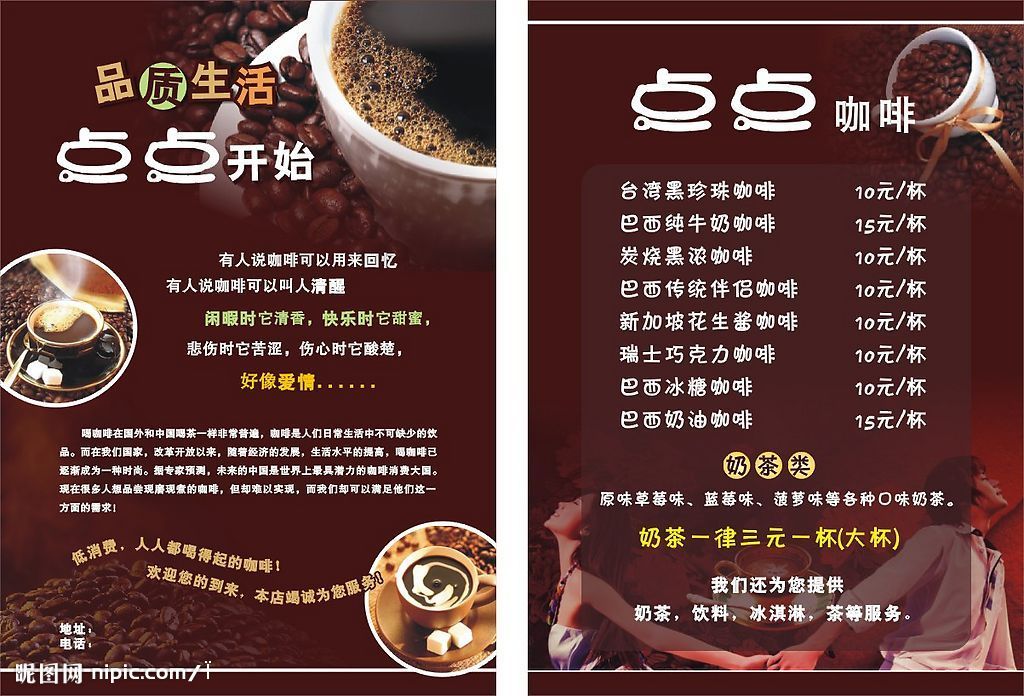 品质生活
点点开始
有人说咖啡可以用来回忆
有人说咖啡可以叫人清醒
闲暇时它清香，快乐时它甜蜜，
悲伤时它苦涩，伤心时它酸楚，
好像爱情......
喝咖啡在国外和中国喝茶一样非常普遍，咖啡是人们日常生活中不可缺少的饮
品。而在我们国家，改革开放以来，随着经济的发展，生活水平的提高，喝咖啡已
逐渐成为一种时尚。据专家预测，未来的中国是世界上最具潜力的咖啡消费大国。
现在很多人想品尝现磨现煮的咖啡，但却难以实现，而我们却可以满足他们这一
方面的需求！
低消费，人人都喝得起的咖啡！
欢迎您的到来，本店竭诚为您服务！
地址：
电话：
昵图网 nipic.com/
点点 咖啡
台湾黑珍珠咖啡 10元/杯
巴西纯牛奶咖啡 15元/杯
炭烧黑浓咖啡 10元/杯
巴西传统伴侣咖啡 10元/杯
新加坡花生酱咖啡 10元/杯
瑞士巧克力咖啡 10元/杯
巴西冰糖咖啡 10元/杯
巴西奶油咖啡 15元/杯
奶茶类
原味草莓味、蓝莓味、菠萝味等各种口味奶茶。
奶茶一律三元一杯(大杯)
我们还为您提供
奶茶，饮料，冰淇淋，茶等服务。